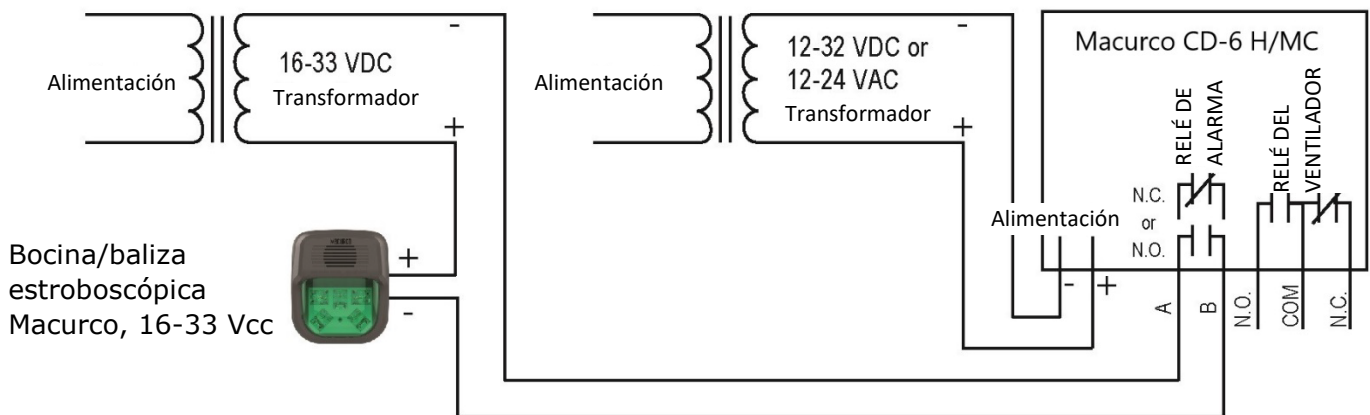 -
Alimentación
16-33 VDC
Transformador
+
-
Alimentación
12-32 VDC or
12-24 VAC
Transformador
+
Macurco CD-6 H/MC
RELÉ DE
ALARMA
RELÉ DEL
VENTILADOR
N.C.
or
N.O.
Alimentación
- +
A
B
N.O.
COM
N.C.
Bocina/baliza
estroboscópica
Macurco, 16-33 Vcc
+
-